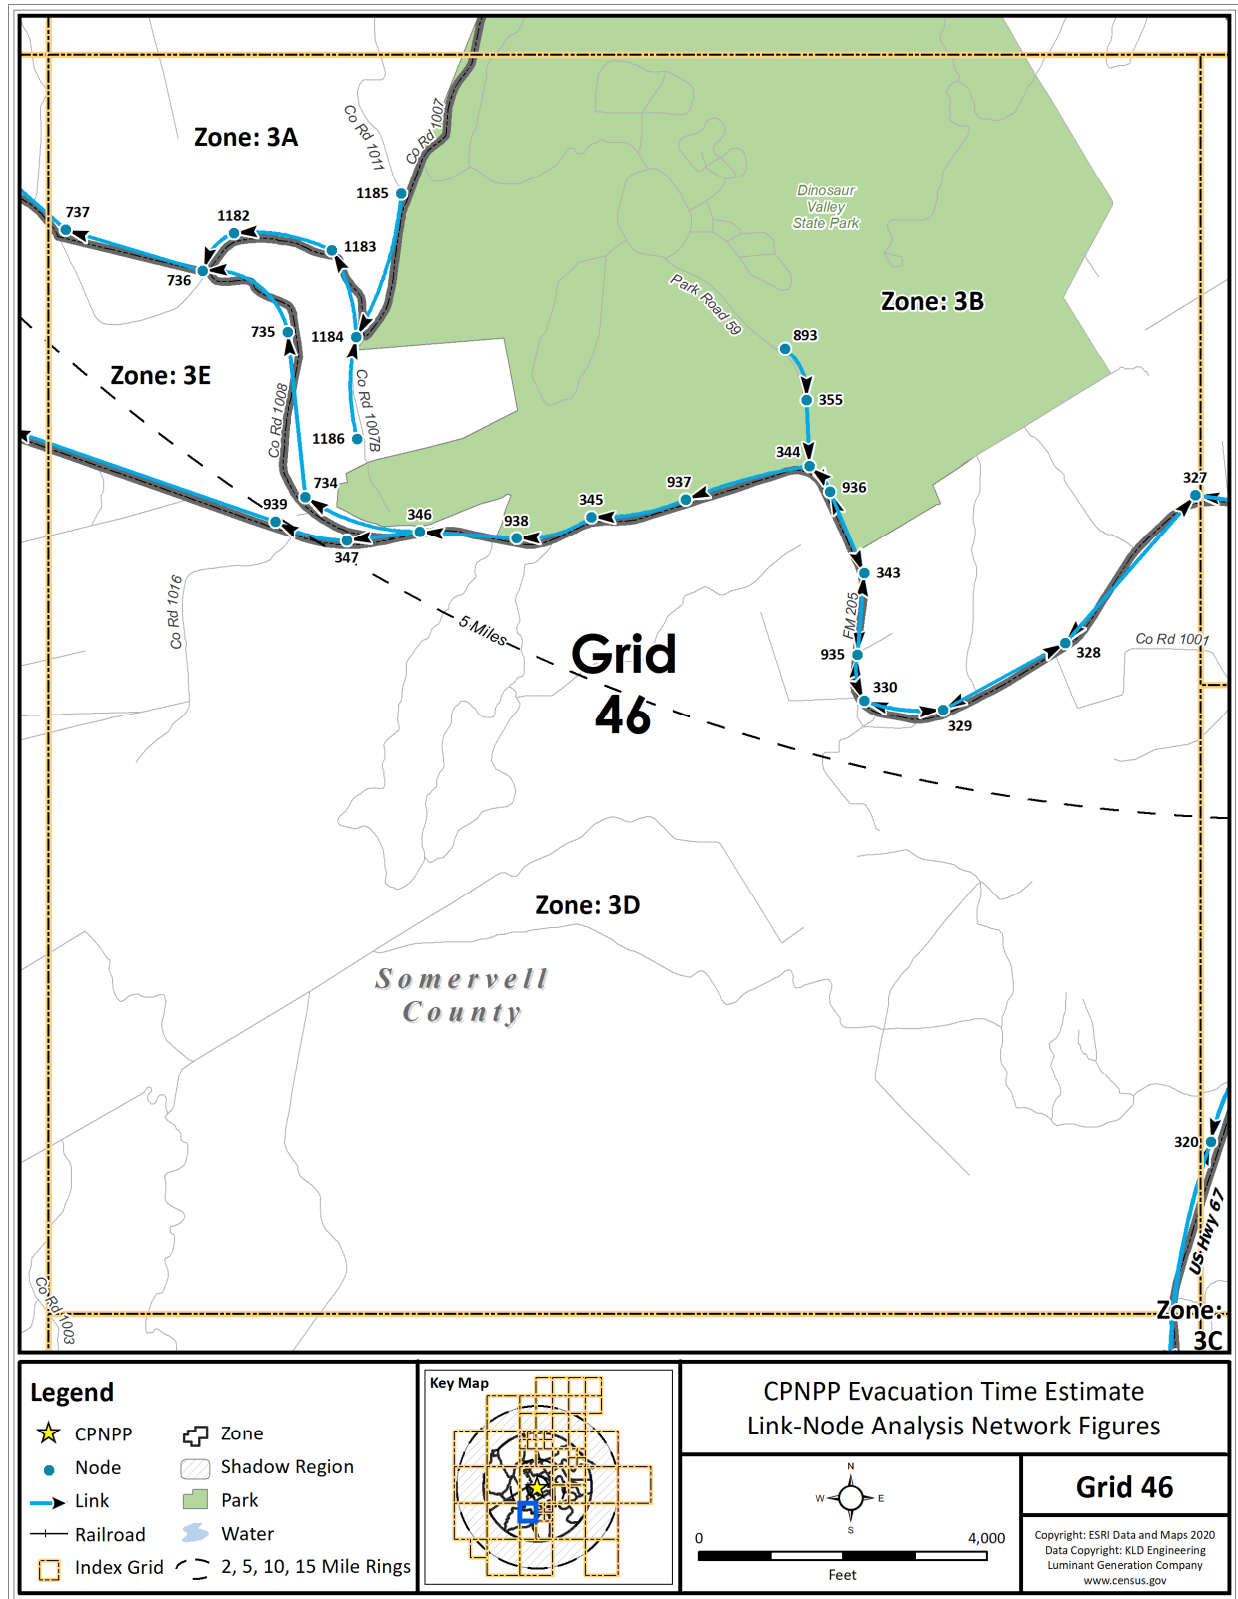 Zone: 3A
Co Rd 1011
Co Rd 1007
1185
737
1182
1183
736
Dinosaur
Valley
State Park
Zone: 3B
Park Road 59
735
1184
893
Zone: 3E
Co Rd 1008
Co Rd 1007B
355
1186
344
734
937
936
327
939
346
345
938
347
343
Co Rd 1016
5 Miles
FM 205
Grid
46
935
328
Co Rd 1001
330
329
Zone: 3D
Somervell
County
320
US Hwy 67
Co Rd 1003
Zone:
3C
Legend
CPNPP
Zone
Node
Shadow Region
Link
Park
Railroad
Water
Index Grid
2, 5, 10, 15 Mile Rings
Key Map
CPNPP Evacuation Time Estimate
Link-Node Analysis Network Figures
N
W
E
S
0
4,000
Feet
Grid 46
Copyright: ESRI Data and Maps 2020
Data Copyright: KLD Engineering
Luminant Generation Company
www.census.gov